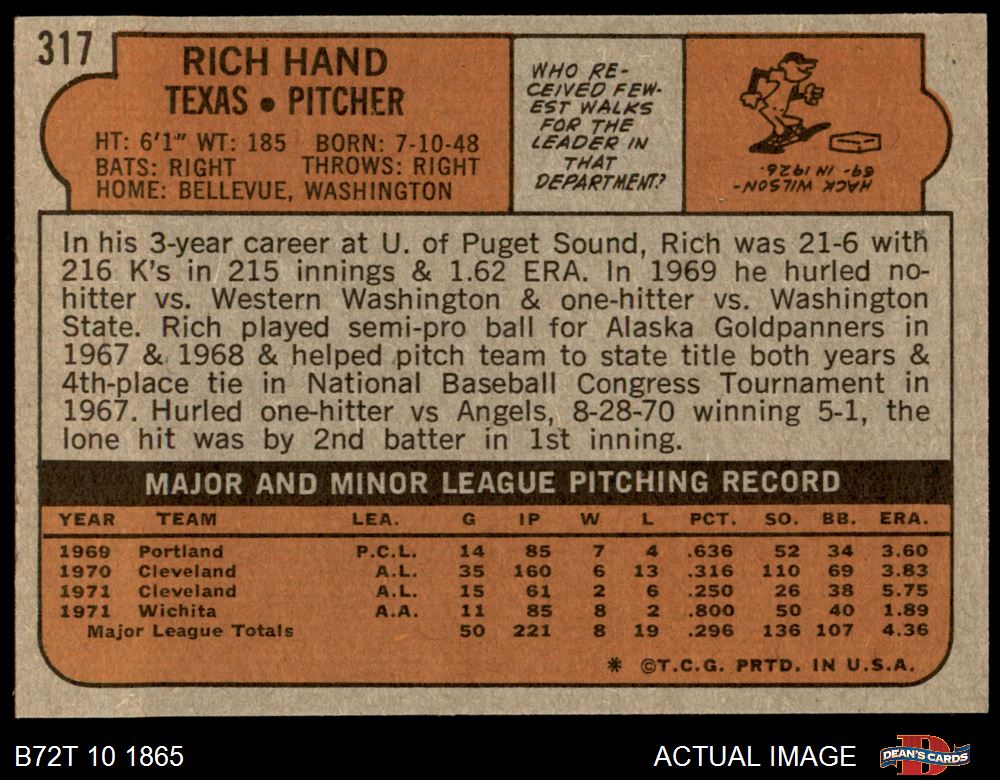 317
RICH HAND
TEXAS • PITCHER
HT: 6'1" WT: 185 BORN: 7-10-48
BATS: RIGHT THROWS: RIGHT
HOME: BELLEVUE, WASHINGTON
WHO RE-
CEIVED FEW-
EST WALKS
FOR THE
LEADER IN
THAT
DEPARTMENT?
HACK WILSON-
69 IN 1926.
In his 3-year career at U. of Puget Sound, Rich was 21-6 with
216 K's in 215 innings & 1.62 ERA. In 1969 he hurled no-
hitter vs. Western Washington & one-hitter vs. Washington
State. Rich played semi-pro ball for Alaska Goldpanners in
1967 & 1968 & helped pitch team to state title both years &
4th-place tie in National Baseball Congress Tournament in
1967. Hurled one-hitter vs Angels, 8-28-70 winning 5-1, the
lone hit was by 2nd batter in 1st inning.
MAJOR AND MINOR LEAGUE PITCHING RECORD
YEAR TEAM LEA. G IP W L PCT. SO. BB. ERA.
1969 Portland P.C.L. 14 85 7 4 .636 52 34 3.60
1970 Cleveland A.L. 35 160 6 13 .316 110 69 3.83
1971 Cleveland A.L. 15 61 2 6 .250 26 38 5.75
1971 Wichita A.A. 11 85 8 2 .800 50 40 1.89
Major League Totals 50 221 8 19 .296 136 107 4.36
* ©T.C.G. PRTD. IN U.S.A.
B72T 10 1865 ACTUAL IMAGE DEAN'S CARDS